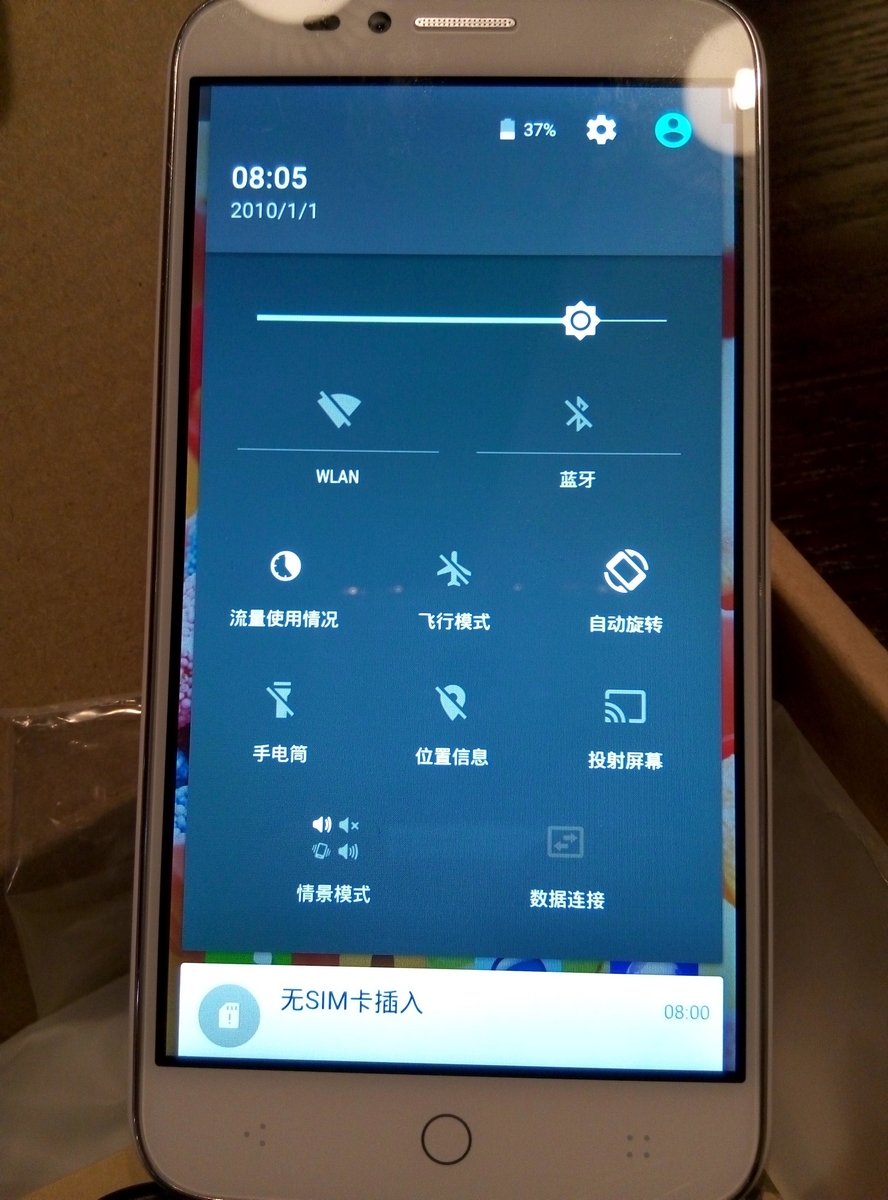 37%
08:05
2010/1/1
WLAN
蓝牙
流量使用情况
飞行模式
自动旋转
手电筒
位置信息
投射屏幕
情景模式
数据连接
无SIM卡插入
08:00